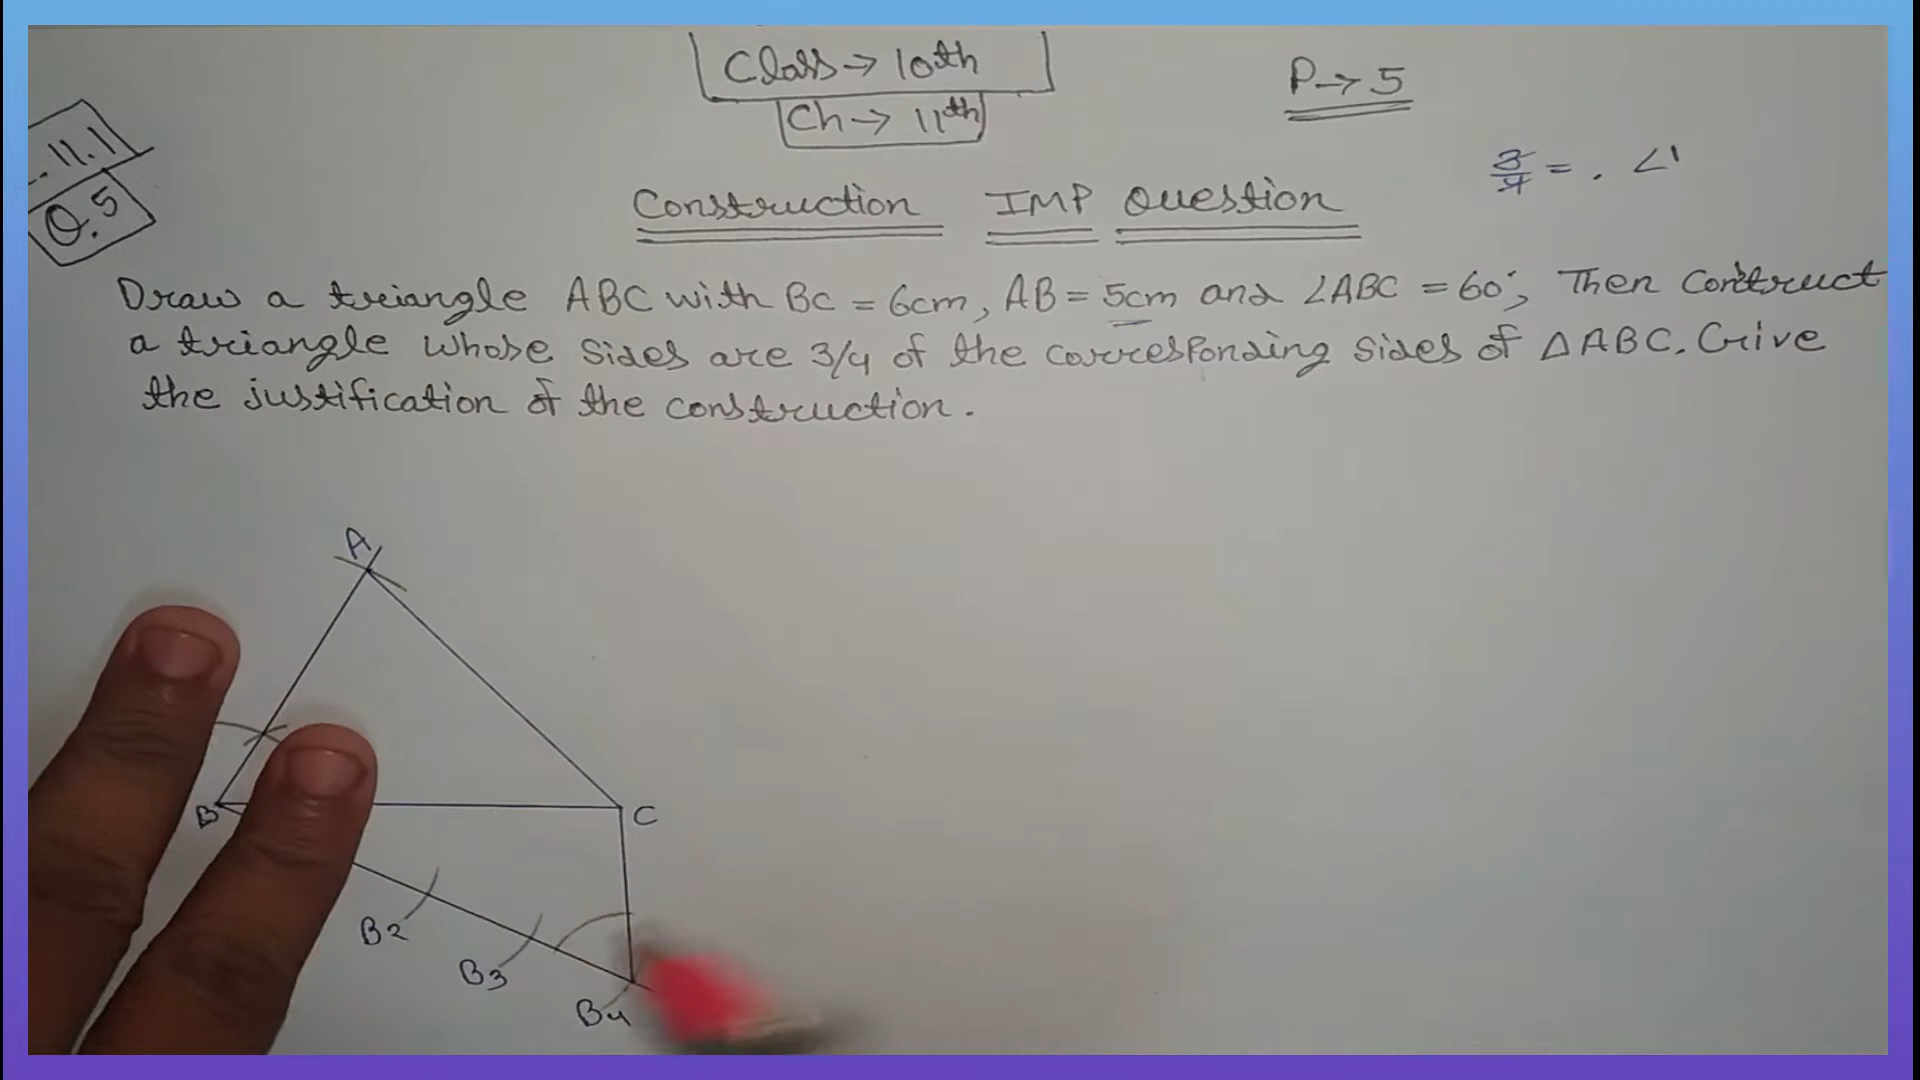 Class → 10th
Ch → 11th
P → 5
3/4 = . <1
11.1
Q.5
Construction IMP Question
Draw a triangle ABC with BC = 6cm, AB = 5cm and ∠ABC = 60°, Then Construct
a triangle whose sides are 3/4 of the corresponding sides of △ABC. Give
the justification of the construction.
A
B
C
B2
B3
B4